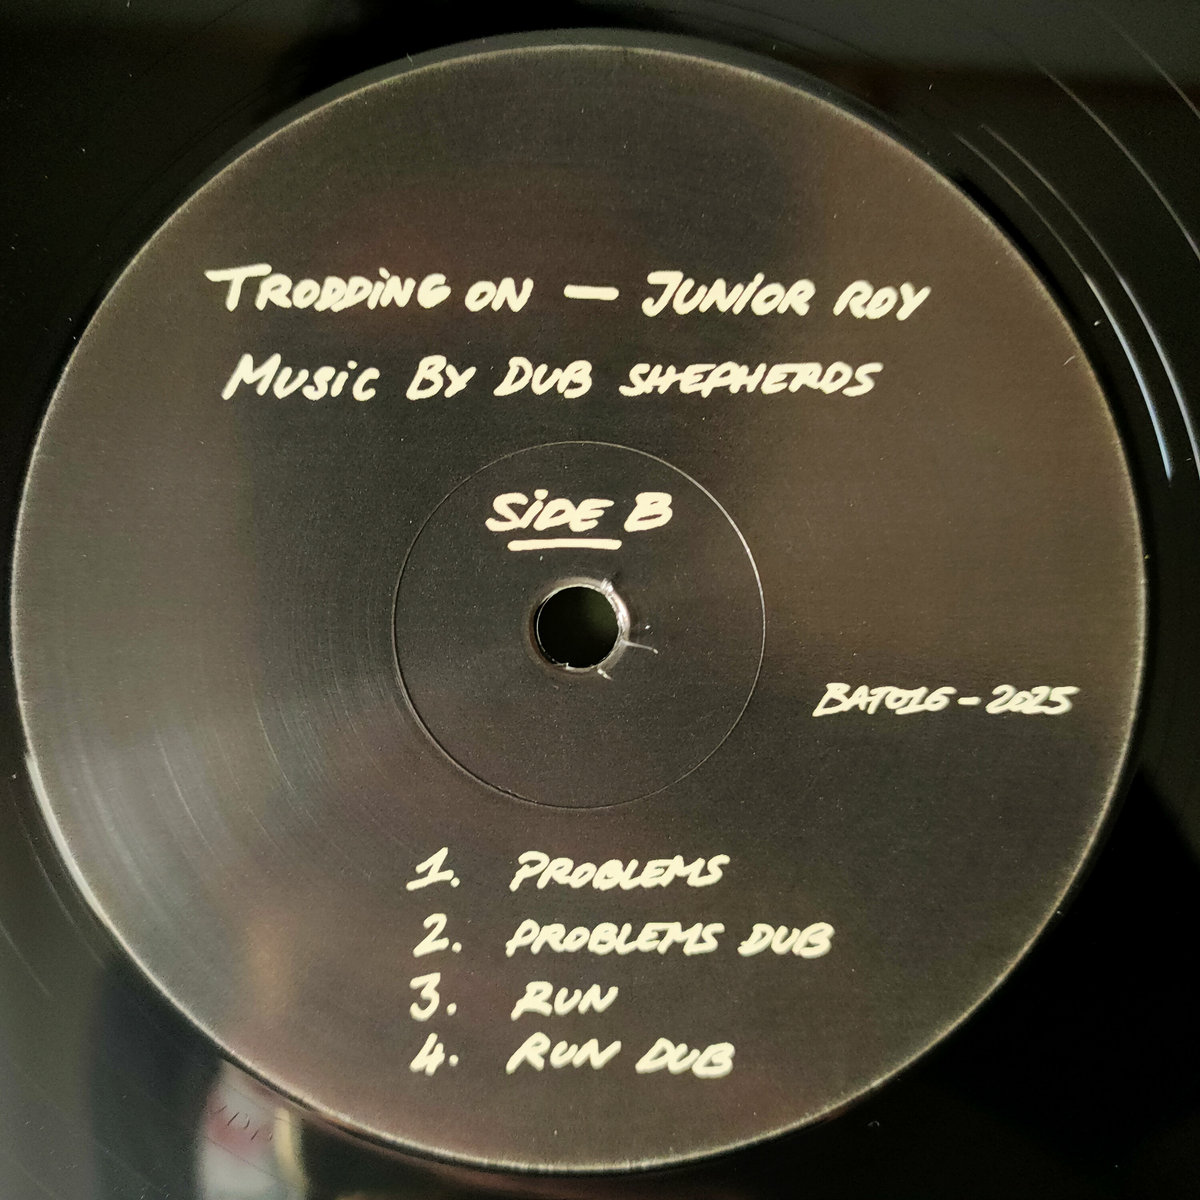 TRODDiNG ON — JUNiOR ROY
MUSiC BY DUB SHEPHERDS
SiDE B
BAT016 - 2025
1. PROBLEMS
2. PROBLEMS DUB
3. RUN
4. RUN DUB